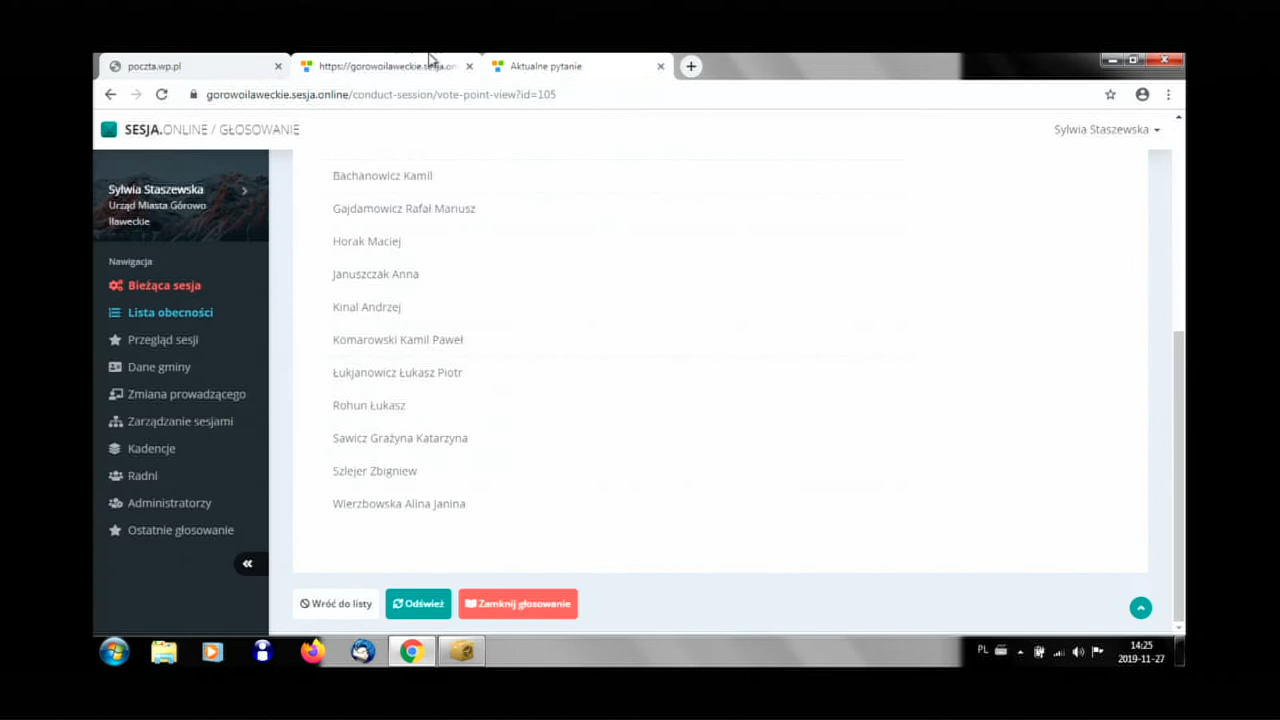 poczta.wp.pl
https://gorowoilaweckie.sesja.on
Aktualne pytanie
gorowoilaweckie.sesja.online/conduct-session/vote-point-view?id=105
SESJA.ONLINE / GŁOSOWANIE
Sylwia Staszewska
Sylwia Staszewska
Urząd Miasta Górowo
Iławeckie
Nawigacja
Bieżąca sesja
Lista obecności
Przegląd sesji
Dane gminy
Zmiana prowadzącego
Zarządzanie sesjami
Kadencje
Radni
Administratorzy
Ostatnie głosowanie
Bachanowicz Kamil
Gajdamowicz Rafał Mariusz
Horak Maciej
Januszczak Anna
Kinal Andrzej
Komarowski Kamil Paweł
Łukjanowicz Łukasz Piotr
Rohun Łukasz
Sawicz Grażyna Katarzyna
Szlejer Zbigniew
Wierzbowska Alina Janina
Wróć do listy
Odśwież
Zamknij głosowanie
PL
14:25
2019-11-27